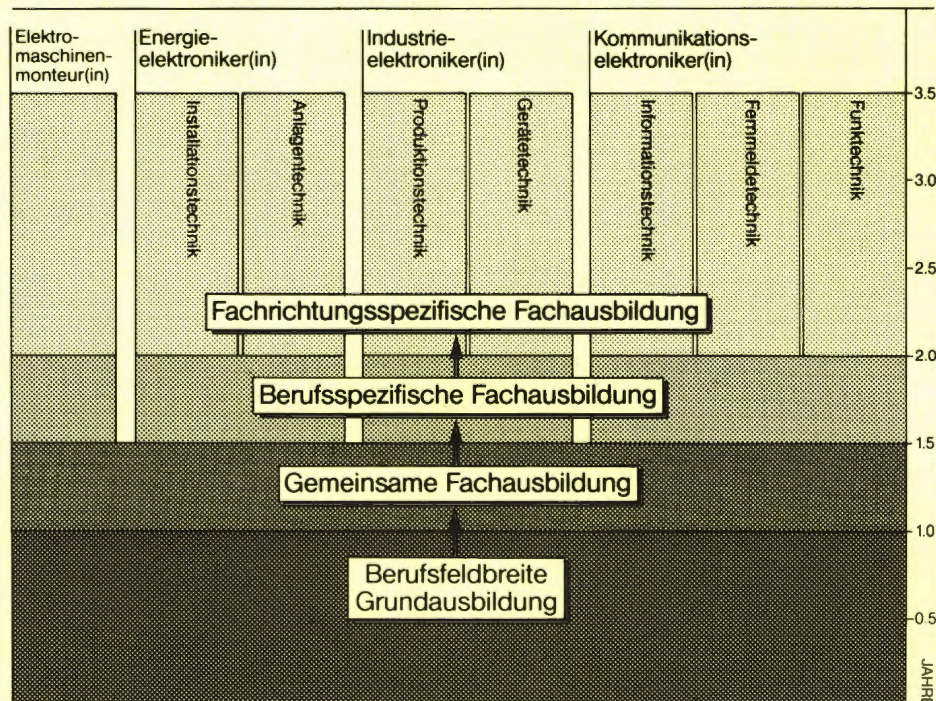 Elektro-
maschinen-
monteur(in)
Energie-
elektroniker(in)
Industrie-
elektroniker(in)
Kommunikations-
elektroniker(in)
Installationstechnik
Anlagentechnik
Produktionstechnik
Gerätetechnik
Informationstechnik
Fernmeldetechnik
Funktechnik
3.5
3.0
2.5
2.0
1.5
1.0
0.5
Fachrichtungsspezifische Fachausbildung
Berufsspezifische Fachausbildung
Gemeinsame Fachausbildung
Berufsfeldbreite
Grundausbildung